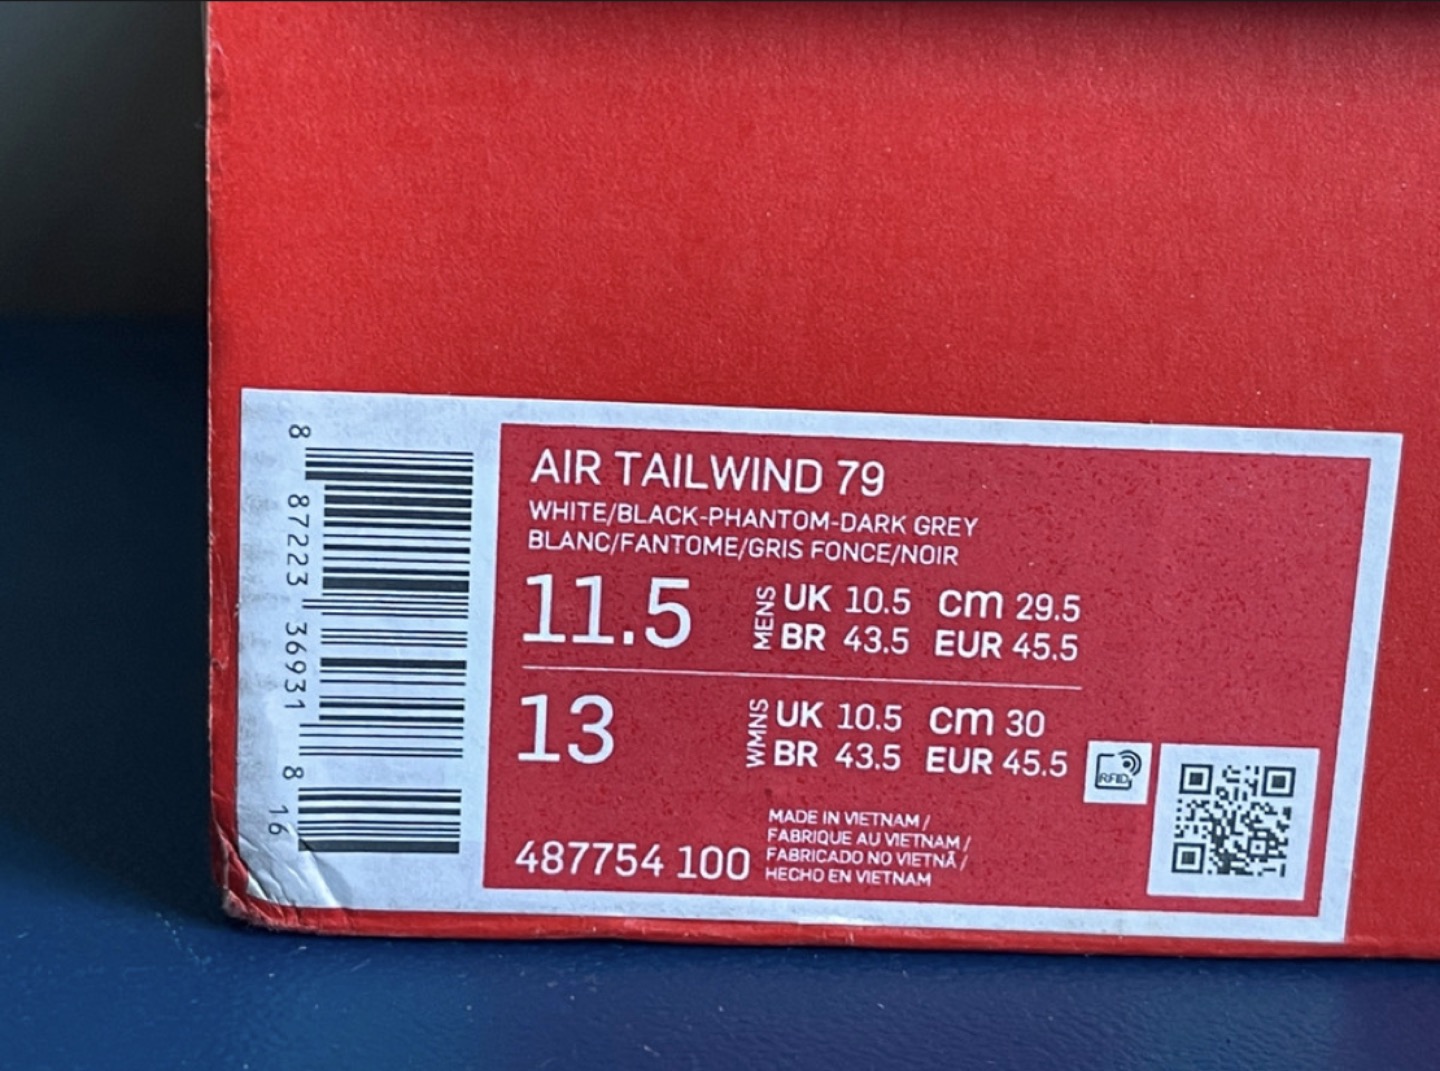 8 87223 36931 8 16
AIR TAILWIND 79
WHITE/BLACK-PHANTOM-DARK GREY
BLANC/FANTOME/GRIS FONCE/NOIR
11.5 MENS UK 10.5 cm 29.5
BR 43.5 EUR 45.5
13 WMNS UK 10.5 cm 30
BR 43.5 EUR 45.5
RFID
MADE IN VIETNAM /
FABRIQUE AU VIETNAM /
FABRICADO NO VIETNÃ /
HECHO EN VIETNAM
487754 100